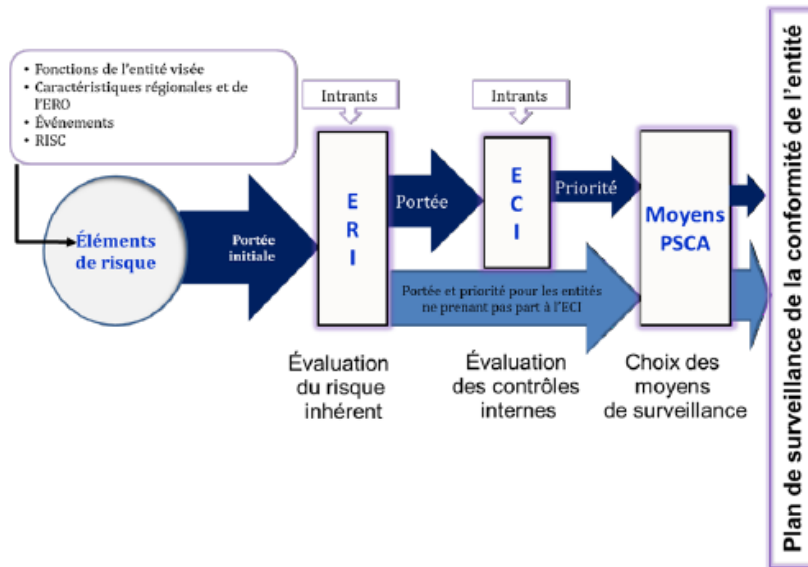 • Fonctions de l'entité visée
• Caractéristiques régionales et de
l'ERO
• Événements
• RISC
Intrants
Intrants
Éléments
de risque
Portée
initiale
E
R
I
Portée
E
C
I
Priorité
Moyens
PSCA
Portée et priorité pour les entités
ne prenant pas part à l'ECI
Évaluation
du risque
inhérent
Évaluation
des contrôles
internes
Choix des
moyens
de surveillance
Plan de surveillance de la conformité de l'entité